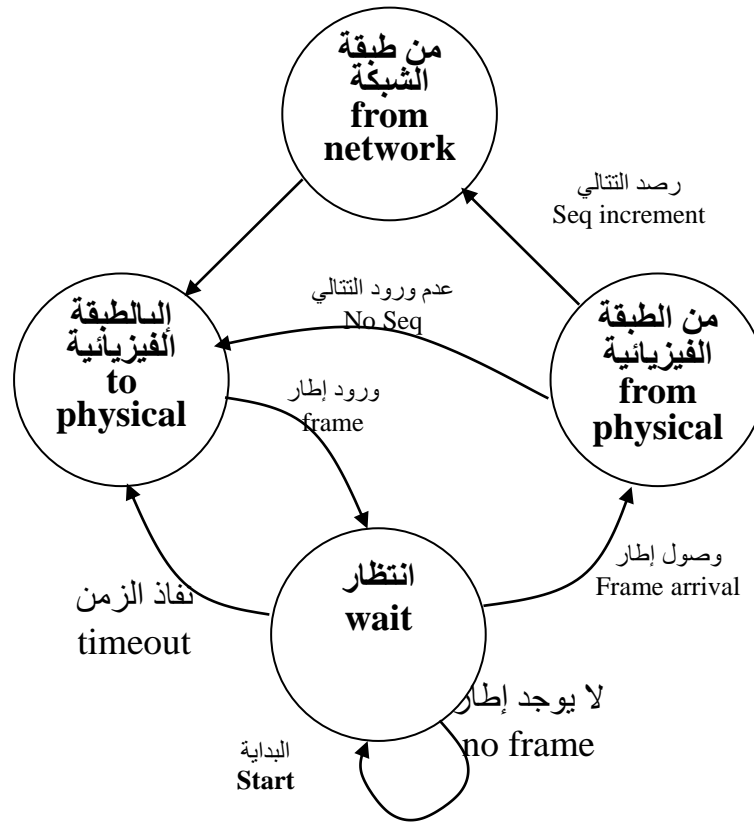 من طبقة
الشبكة
from
network
رصد التتالي
Seq increment
عدم ورود التتالي
No Seq
إلىالطبقة
الفيزيائية
to
physical
من الطبقة
الفيزيائية
from
physical
ورود إطار
frame
وصول إطار
Frame arrival
نفاذ الزمن
timeout
انتظار
wait
لا يوجد إطار
no frame
البداية
Start